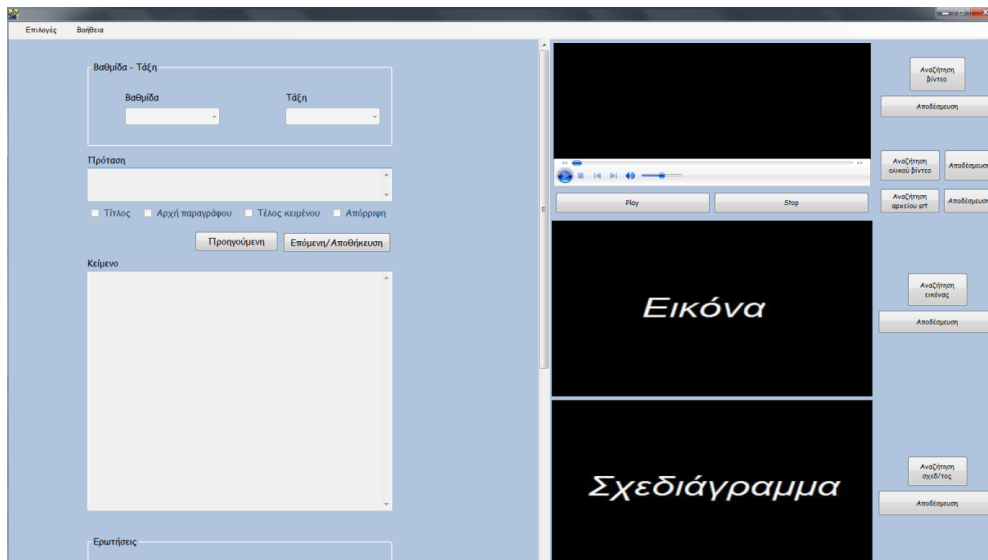 Επιλογές Βοήθεια
Βαθμίδα - Τάξη
Βαθμίδα Τάξη
Πρόταση
Τίτλος Αρχή παραγράφου Τέλος κειμένου Απόρριψη
Προηγούμενη Επόμενη/Αποθήκευση
Κείμενο
Ερωτήσεις
Play Stop
Εικόνα
Σχεδιάγραμμα
Αναζήτηση
βίντεο
Αποδέσμευση
Αναζήτηση
ολικού βίντεο
Αποδέσμευση
Αναζήτηση
αρχείου srt
Αποδέσμευση
Αναζήτηση
εικόνας
Αποδέσμευση
Αναζήτηση
σχεδ/τος
Αποδέσμευση